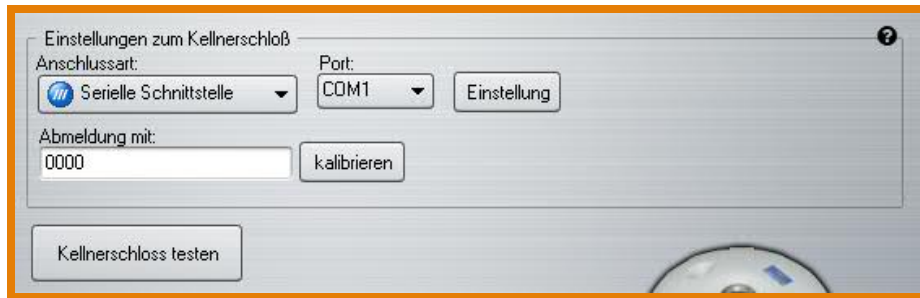 Einstellungen zum Kellnerschloß
Anschlussart: Port:
Serielle Schnittstelle COM1 Einstellung
Abmeldung mit:
0000 kalibrieren
Kellnerschloss testen